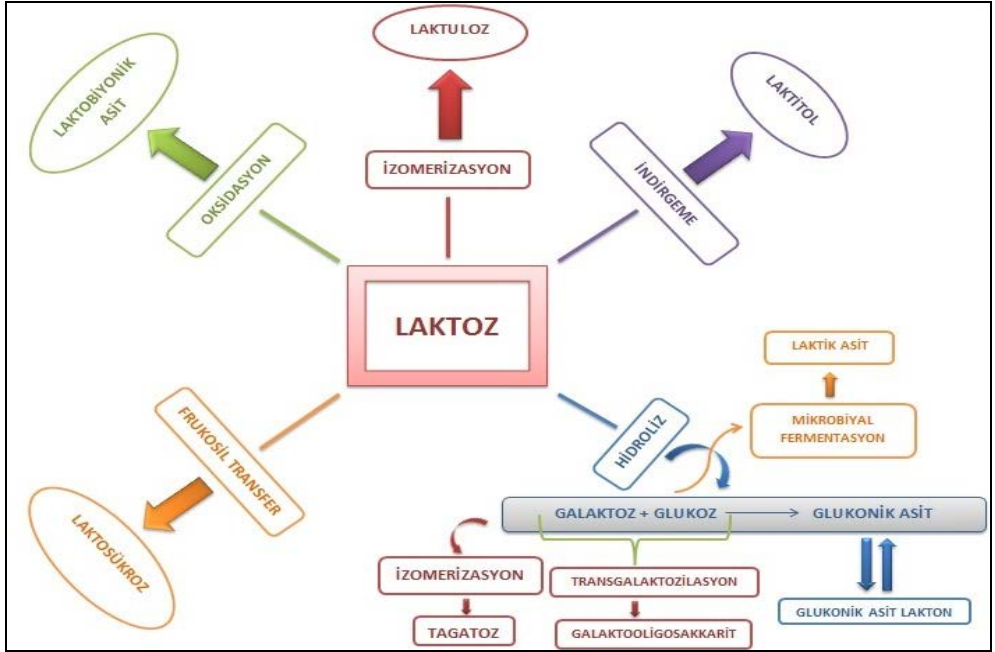 LAKTULOZ
LAKTOBİYONİK
ASİT
LAKTİTOL
İZOMERİZASYON
OKSİDASYON
İNDİRGEME
LAKTOZ
LAKTİK ASİT
MİKROBİYAL
FERMENTASYON
FRUKOSİL TRANSFER
HİDROLİZ
LAKTOSÜKROZ
GALAKTOZ + GLUKOZ
GLUKONİK ASİT
İZOMERİZASYON
TRANSGALAKTOZİLASYON
GLUKONİK ASİT LAKTON
TAGATOZ
GALAKTOOLİGOSAKKARİT